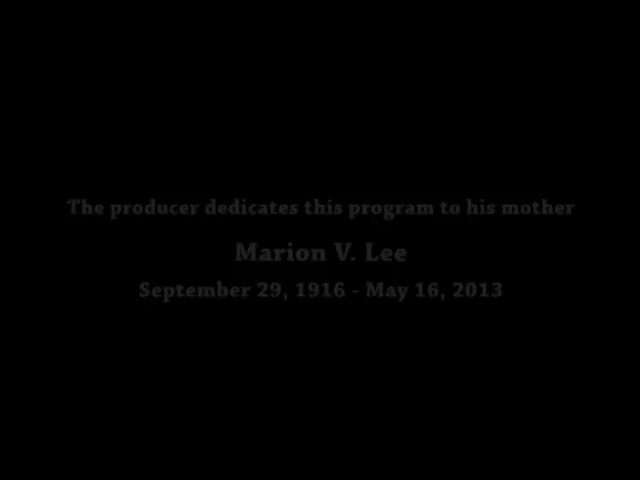 The producer dedicates this program to his mother
Marion V. Lee
September 29, 1916 - May 16, 2013